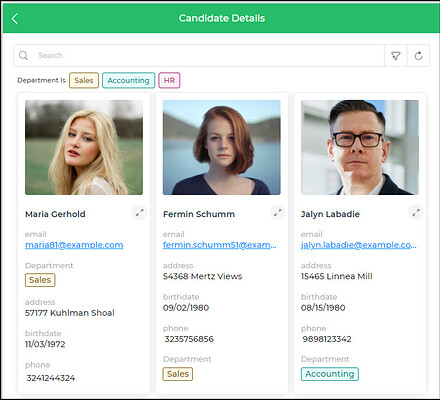 Candidate Details
Search
Department Is Sales Accounting HR
Maria Gerhold
email
maria81@example.com
Department
Sales
address
57177 Kuhlman Shoal
birthdate
11/03/1972
phone
3241244324
Fermin Schumm
email
fermin.schumm51@exam...
address
54368 Mertz Views
birthdate
09/02/1980
phone
3235756856
Department
Sales
Jalyn Labadie
email
jalyn.labadie@example.co...
address
15465 Linnea Mill
birthdate
08/15/1980
phone
9898123342
Department
Accounting